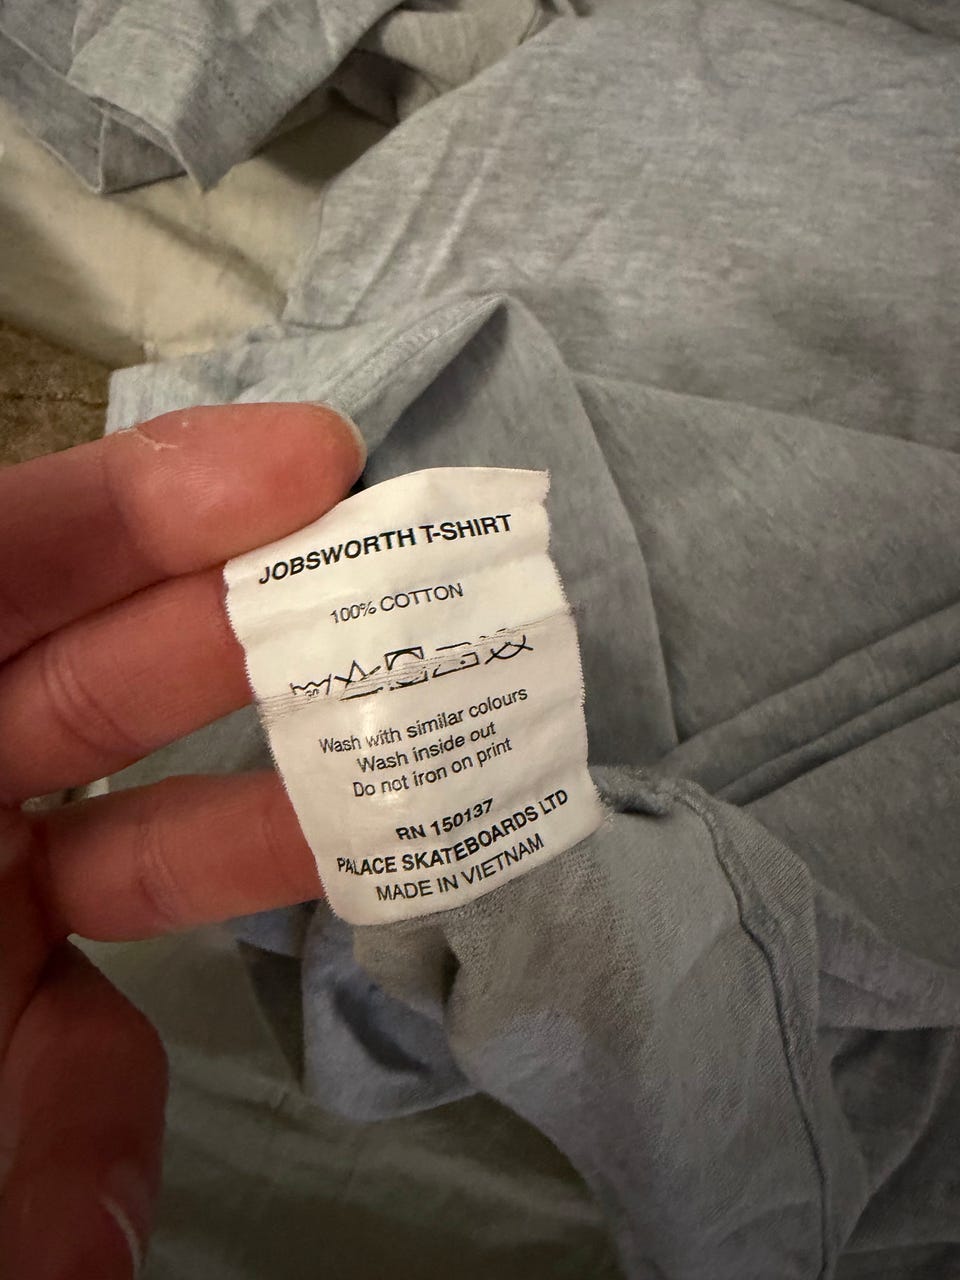 JOBSWORTH T-SHIRT
100% COTTON
Wash with similar colours
Wash inside out
Do not iron on print
RN 150137
PALACE SKATEBOARDS LTD
MADE IN VIETNAM